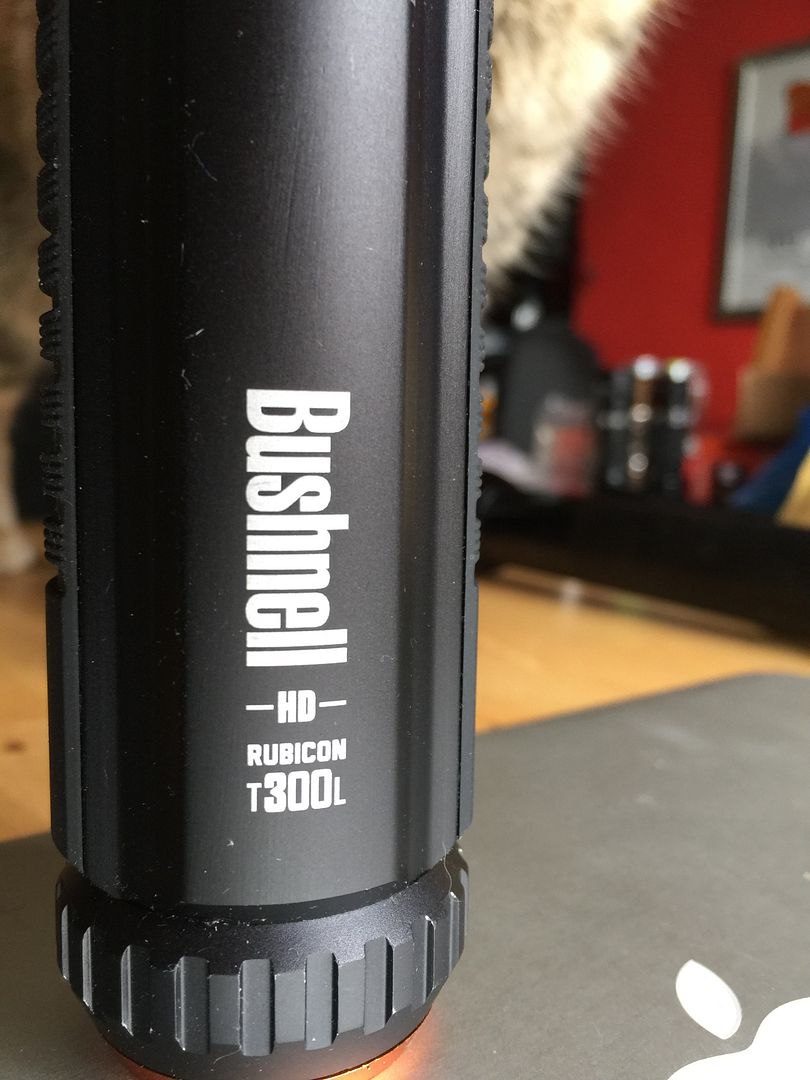 Bushnell
HD
RUBICON
T300L